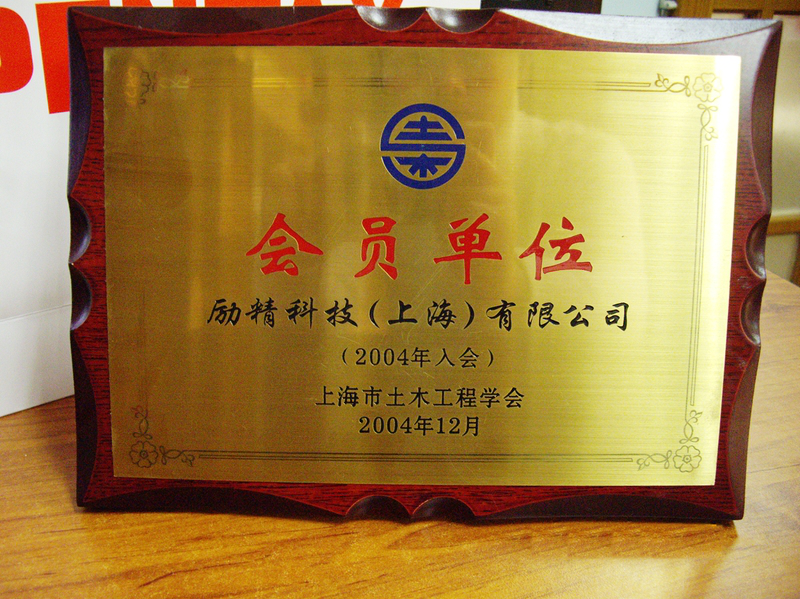 土木
会员单位
励精科技(上海)有限公司
(2004年入会)
上海市土木工程学会
2004年12月